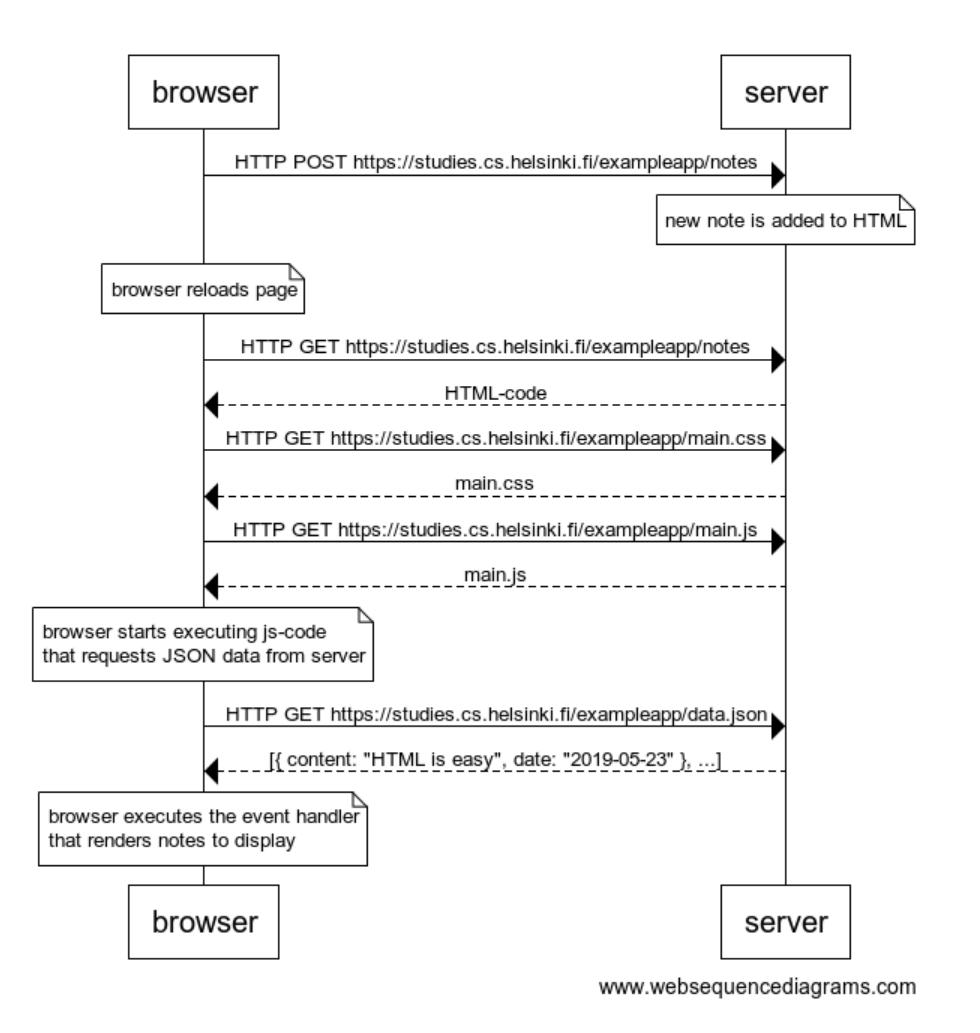 browser
server
HTTP POST https://studies.cs.helsinki.fi/exampleapp/notes
new note is added to HTML
browser reloads page
HTTP GET https://studies.cs.helsinki.fi/exampleapp/notes
HTML-code
HTTP GET https://studies.cs.helsinki.fi/exampleapp/main.css
main.css
HTTP GET https://studies.cs.helsinki.fi/exampleapp/main.js
main.js
browser starts executing js-code
that requests JSON data from server
HTTP GET https://studies.cs.helsinki.fi/exampleapp/data.json
[{ content: "HTML is easy", date: "2019-05-23" }, ...]
browser executes the event handler
that renders notes to display
browser
server
www.websequencediagrams.com